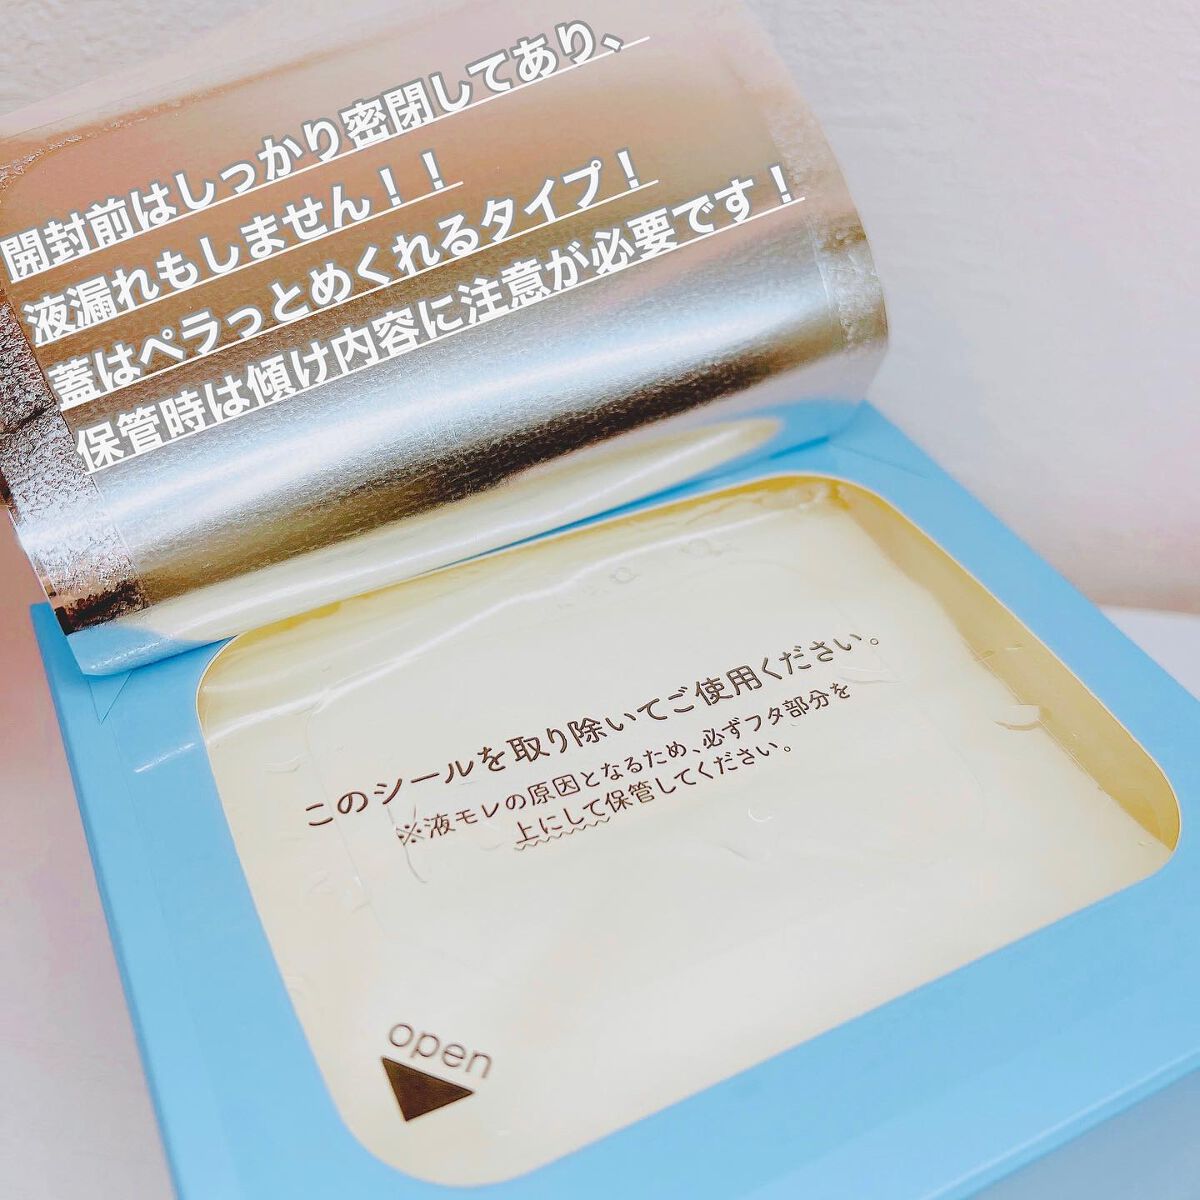 開封前はしっかり密閉してあり、
液漏れもしません！！
蓋はペラっとめくれるタイプ！
保管時は傾け内容に注意が必要です！
このシールを取り除いてご使用ください。
※液モレの原因となるため、必ずフタ部分を
上にして保管してください。
open